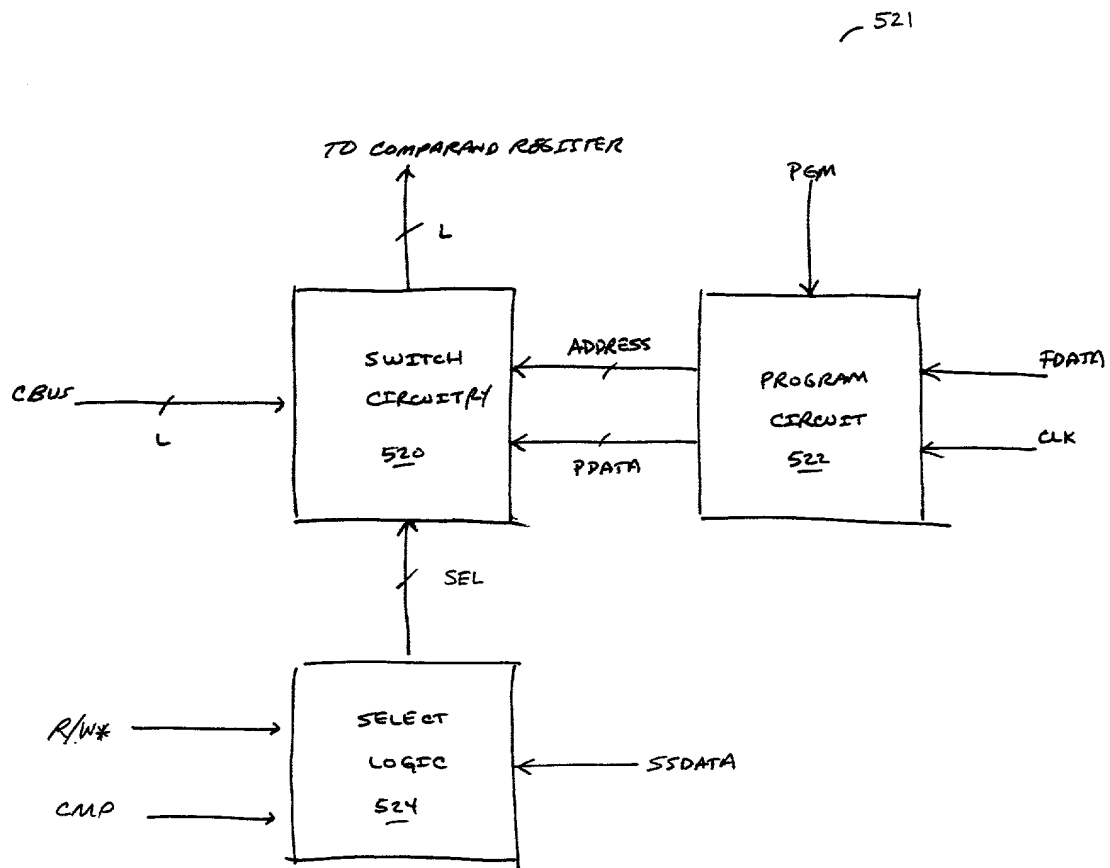 521
TO COMPARAND REGISTER
PGM
L
SWITCH
CIRCUITRY
520
ADDRESS
PDATA
PROGRAM
CIRCUIT
522
FDATA
CLK
CBUS
L
SEL
R/W*
CMP
SELECT
LOGIC
524
SSDATA